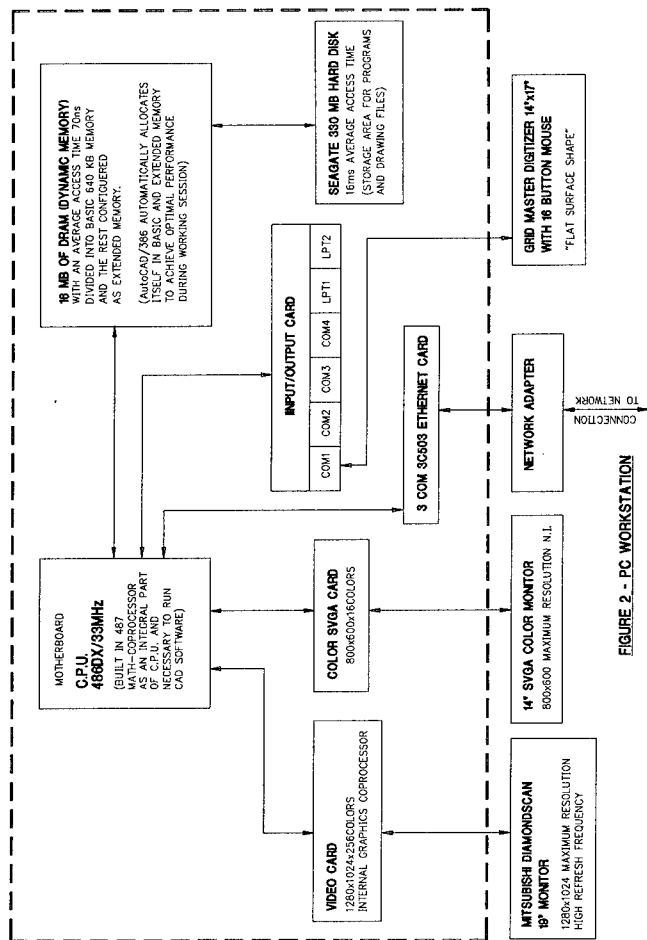 MOTHERBOARD
C.P.U.
486DX/33MHz
(BUILT IN 487
MATH-COPROCESSOR
AS AN INTEGRAL PART
OF C.P.U. AND
NECESSARY TO RUN
CAD SOFTWARE)
16 MB OF DRAM (DYNAMIC MEMORY)
WITH AN AVERAGE ACCESS TIME 70ns
DIVIDED INTO BASIC 640 KB MEMORY
AND THE REST CONFIGUERED
AS EXTENDED MEMORY.
(AutoCAD/386 AUTOMATICALLY ALLOCATES
ITSELF IN BASIC AND EXTENDED MEMORY
TO ACHIEVE OPTIMAL PERFORMANCE
DURING WORKING SESSION)
VIDEO CARD
1280x1024x256COLORS
INTERNAL GRAPHICS COPROCESSOR
COLOR SVGA CARD
800x600x16COLORS
INPUT/OUTPUT CARD
COM1 COM2 COM3 COM4 LPT1 LPT2
3 COM 3C503 ETHERNET CARD
SEAGATE 330 MB HARD DISK
16ms AVERAGE ACCESS TIME
(STORAGE AREA FOR PROGRAMS
AND DRAWING FILES)
MITSUBISHI DIAMONDSCAN
19" MONITOR
1280x1024 MAXIMUM RESOLUTION
HIGH REFRESH FREQUENCY
14" SVGA COLOR MONITOR
800x600 MAXIMUM RESOLUTION N.I.
NETWORK ADAPTER
GRID MASTER DIGITIZER 14"x17"
WITH 16 BUTTON MOUSE
"FLAT SURFACE SHAPE"
CONNECTION
TO NETWORK
FIGURE 2 - PC WORKSTATION